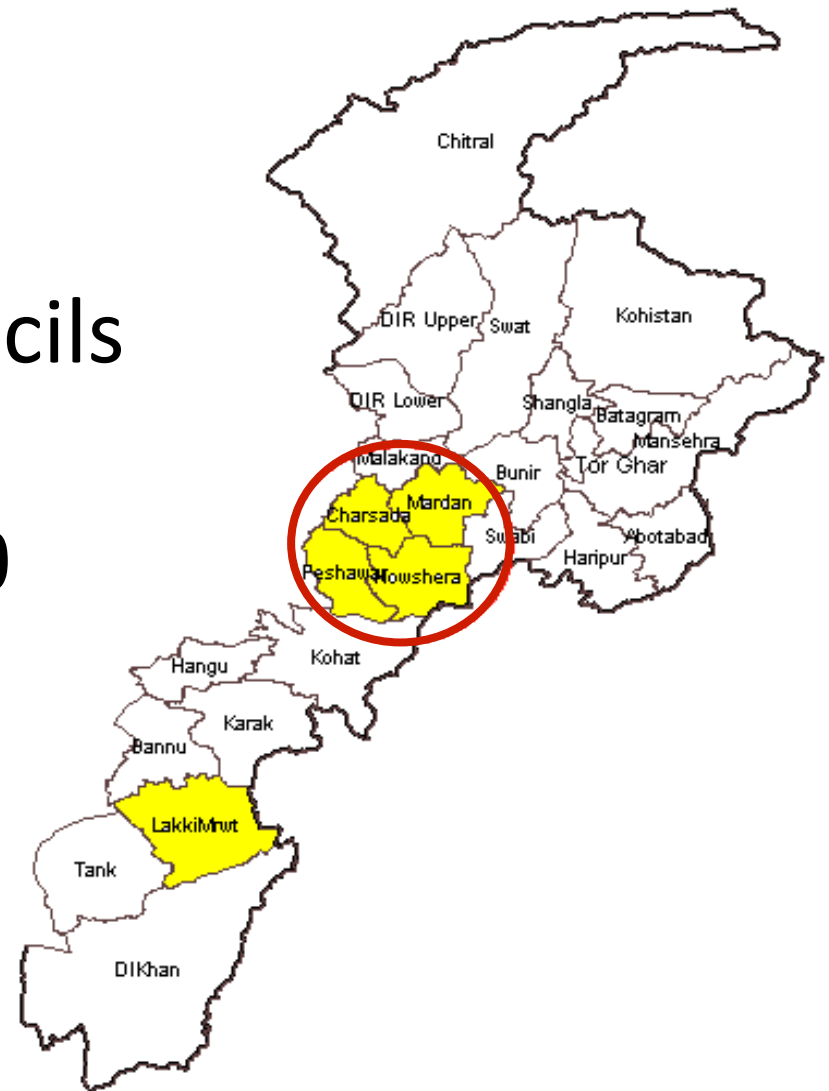 Chitral
DIR Upper
Swat
Kohistan
cils
DIR Lower
Shangla
Batagram
Mansehra
Malakand
Bunir
Tor Ghar
Mardan
Charsada
Swabi
Abotabad
Haripur
Peshawar
Nowshera
Kohat
Hangu
Karak
Bannu
LakkiMrwt
Tank
DIKhan